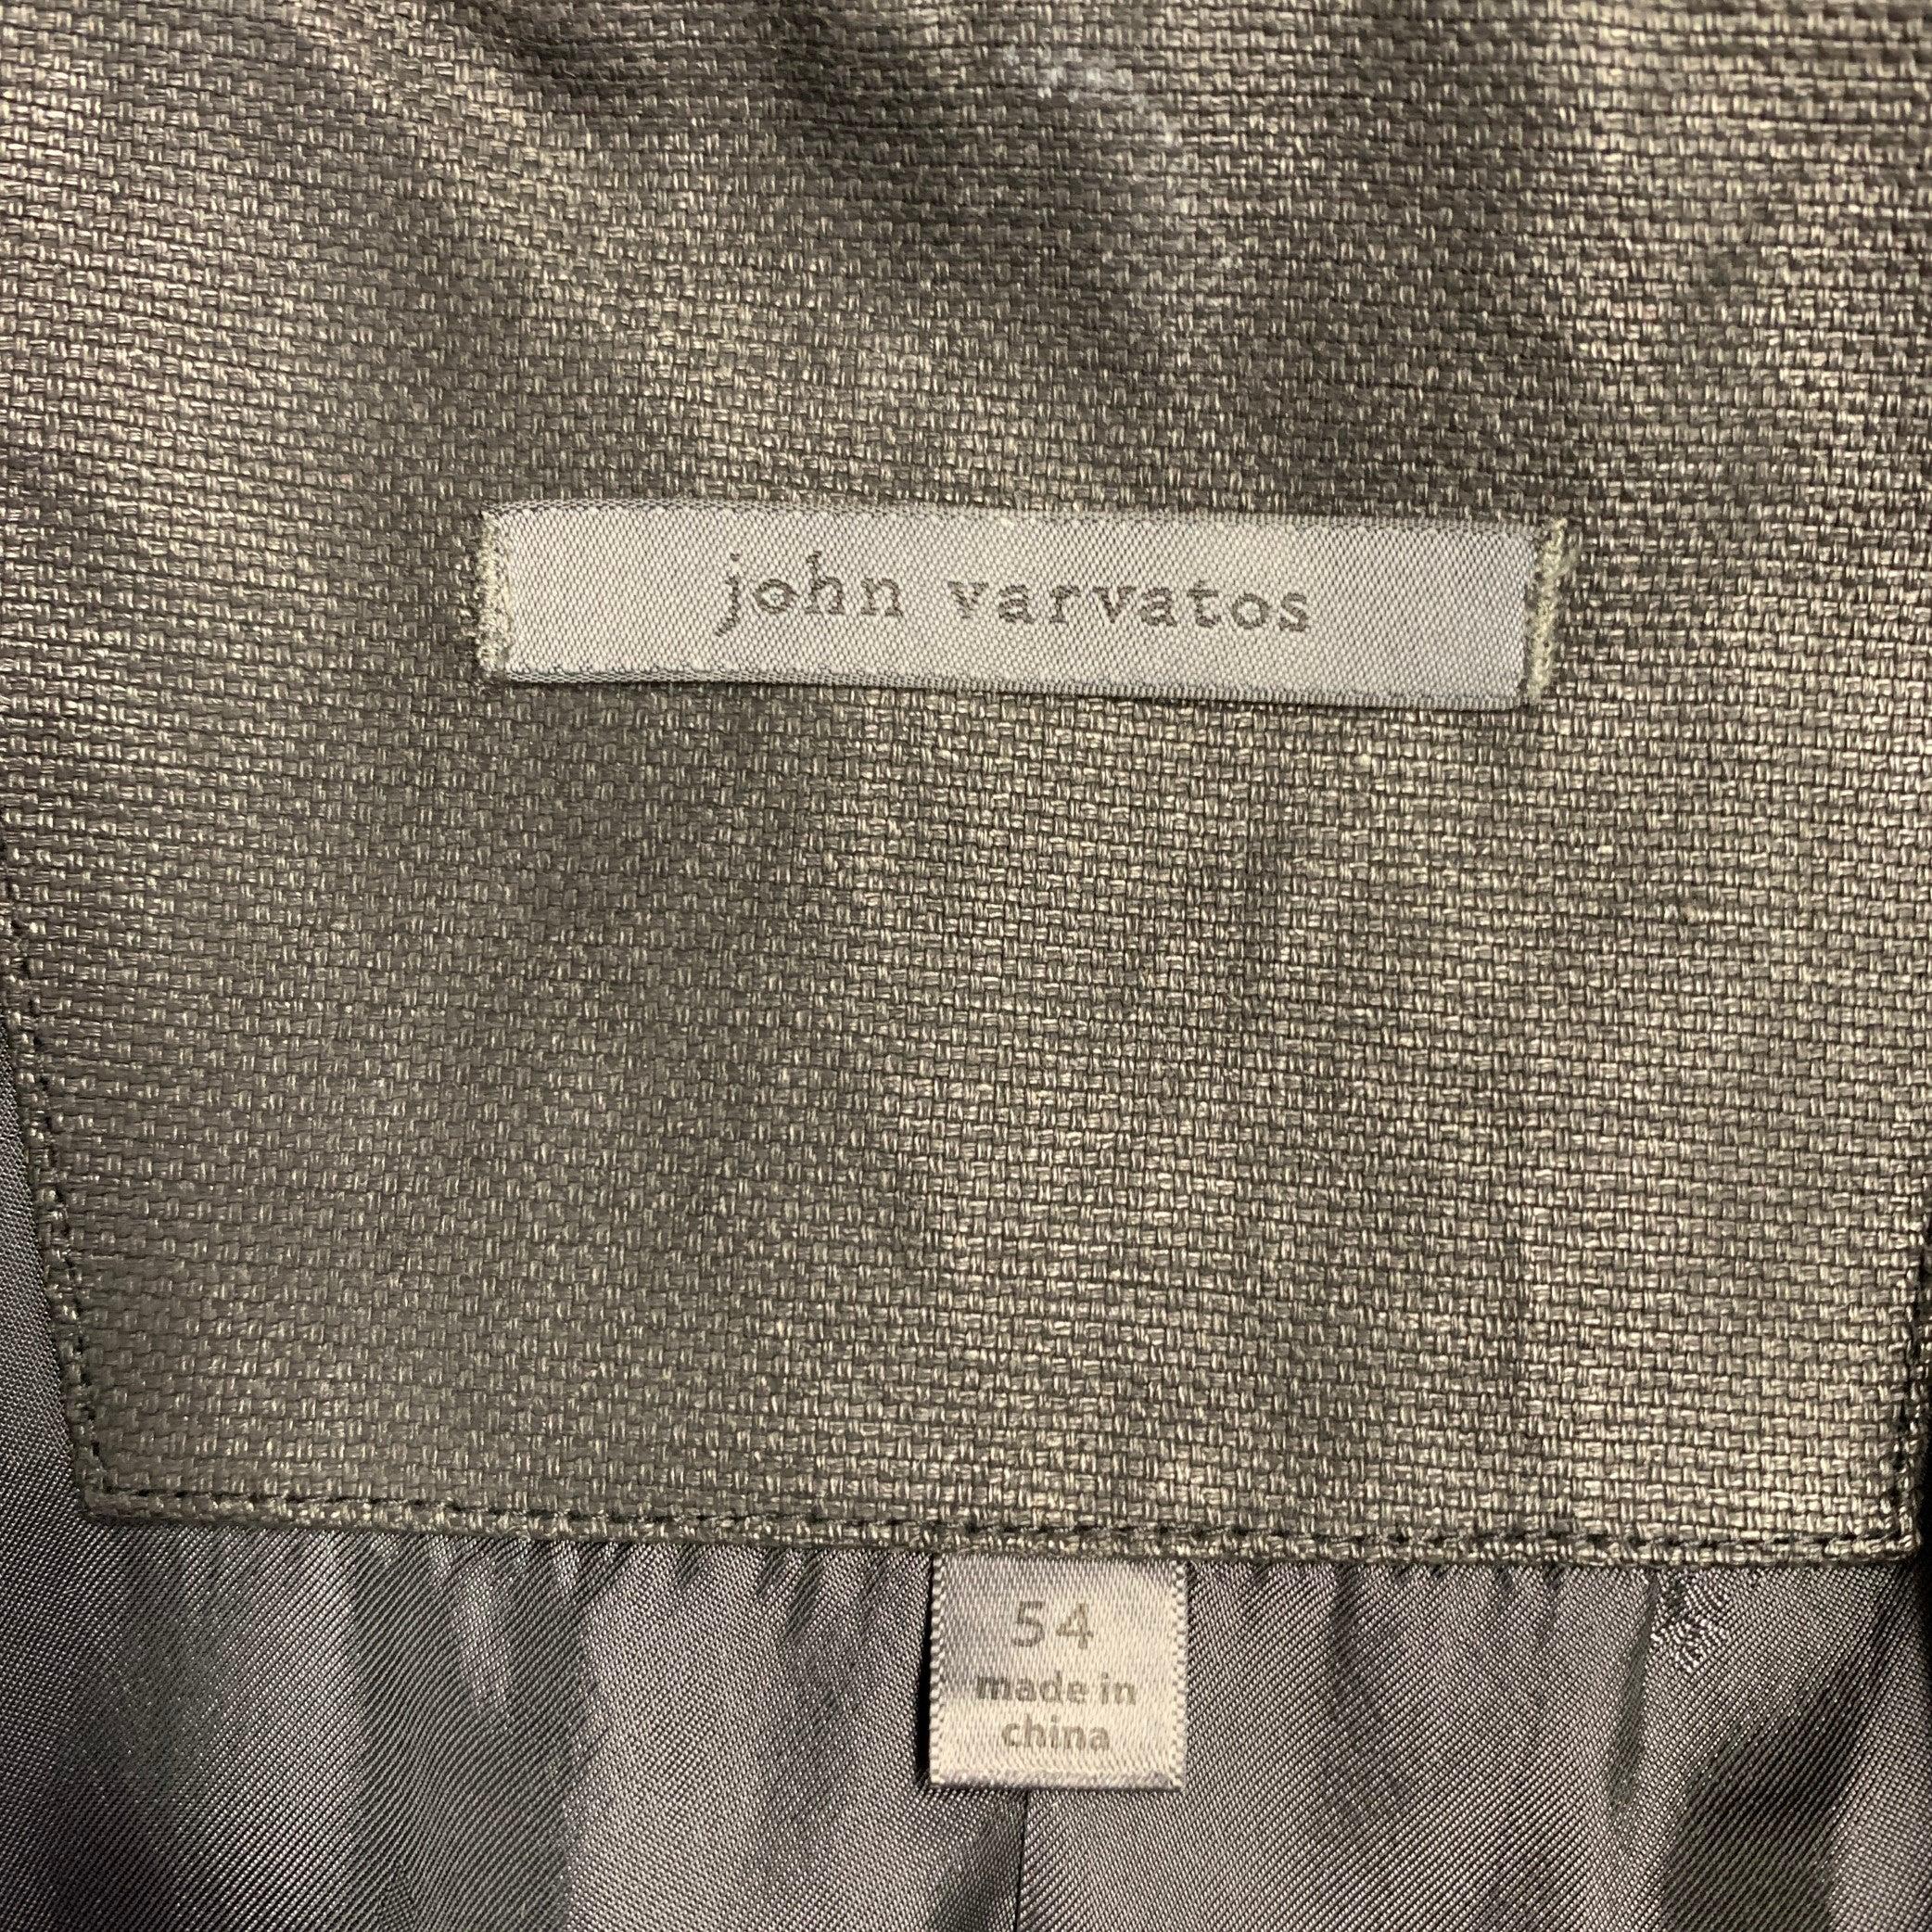 john varvatos
54
made in
china